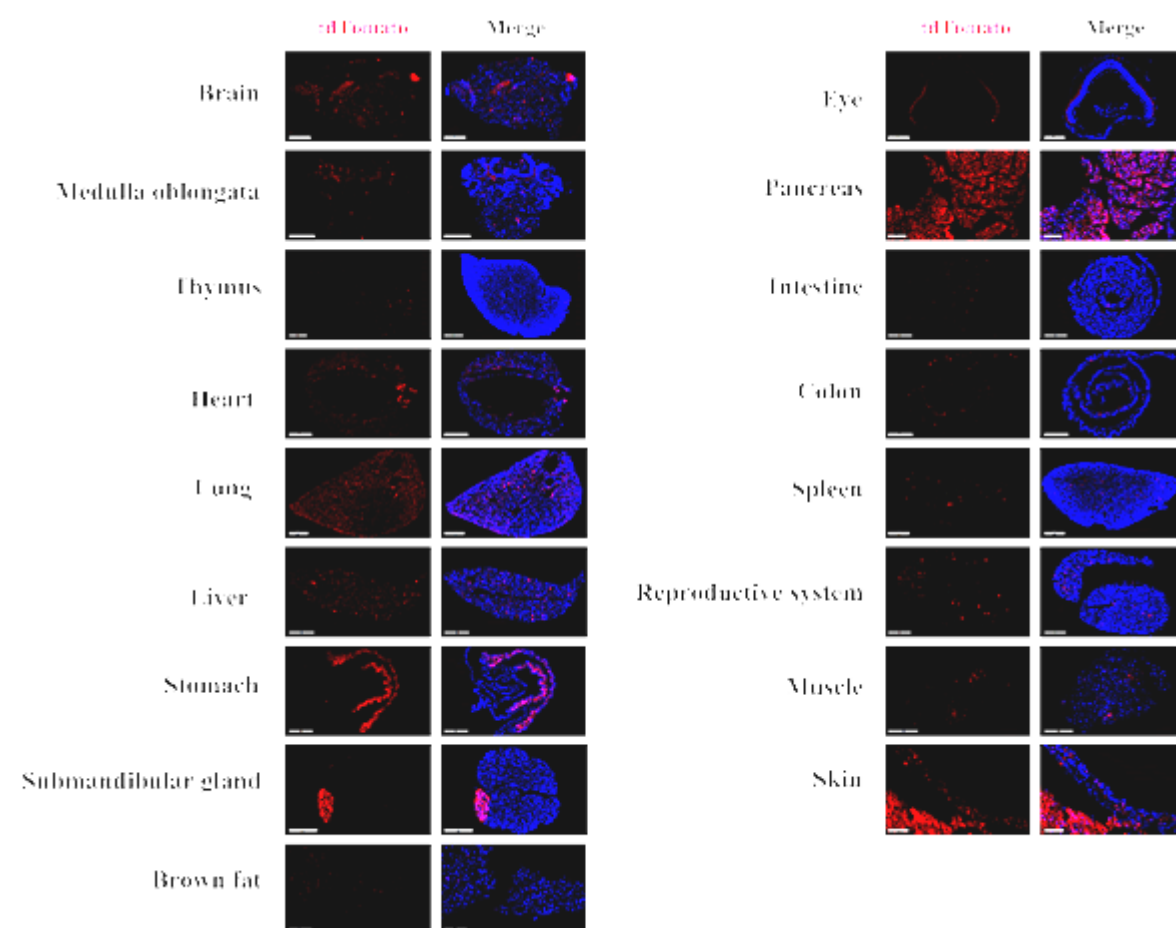 tdTomato Merge
Brain
Medulla oblongata
Thymus
Heart
Lung
Liver
Stomach
Submandibular gland
Brown fat
tdTomato Merge
Eye
Pancreas
Intestine
Colon
Spleen
Reproductive system
Muscle
Skin